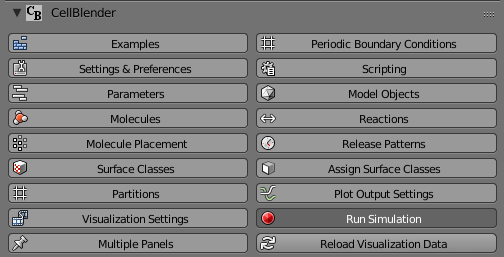 CB CellBlender
Examples Periodic Boundary Conditions
Settings & Preferences Scripting
Parameters Model Objects
Molecules Reactions
Molecule Placement Release Patterns
Surface Classes Assign Surface Classes
Partitions Plot Output Settings
Visualization Settings Run Simulation
Multiple Panels Reload Visualization Data